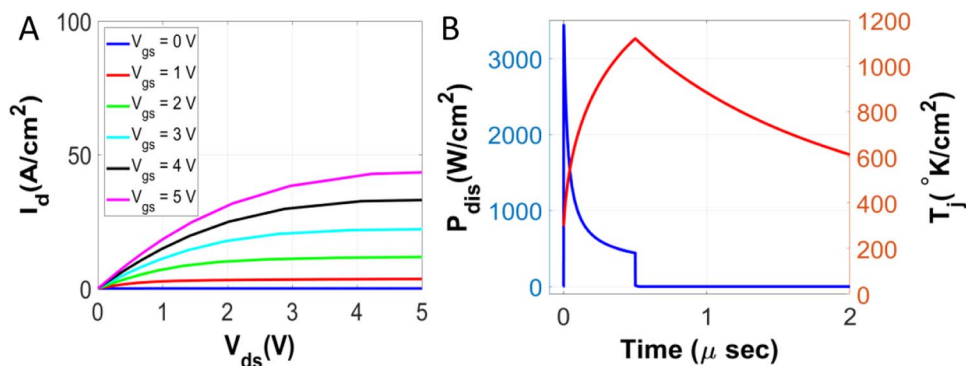 A
100
50
0
I_d(A/cm^2)
V_gs = 0 V
V_gs = 1 V
V_gs = 2 V
V_gs = 3 V
V_gs = 4 V
V_gs = 5 V
0 1 2 3 4 5
V_ds(V)
B
3000
2000
1000
0
P_dis(W/cm^2)
1200
1000
800
600
400
200
0
T_j(°K/cm^2)
0 1 2
Time (μ sec)